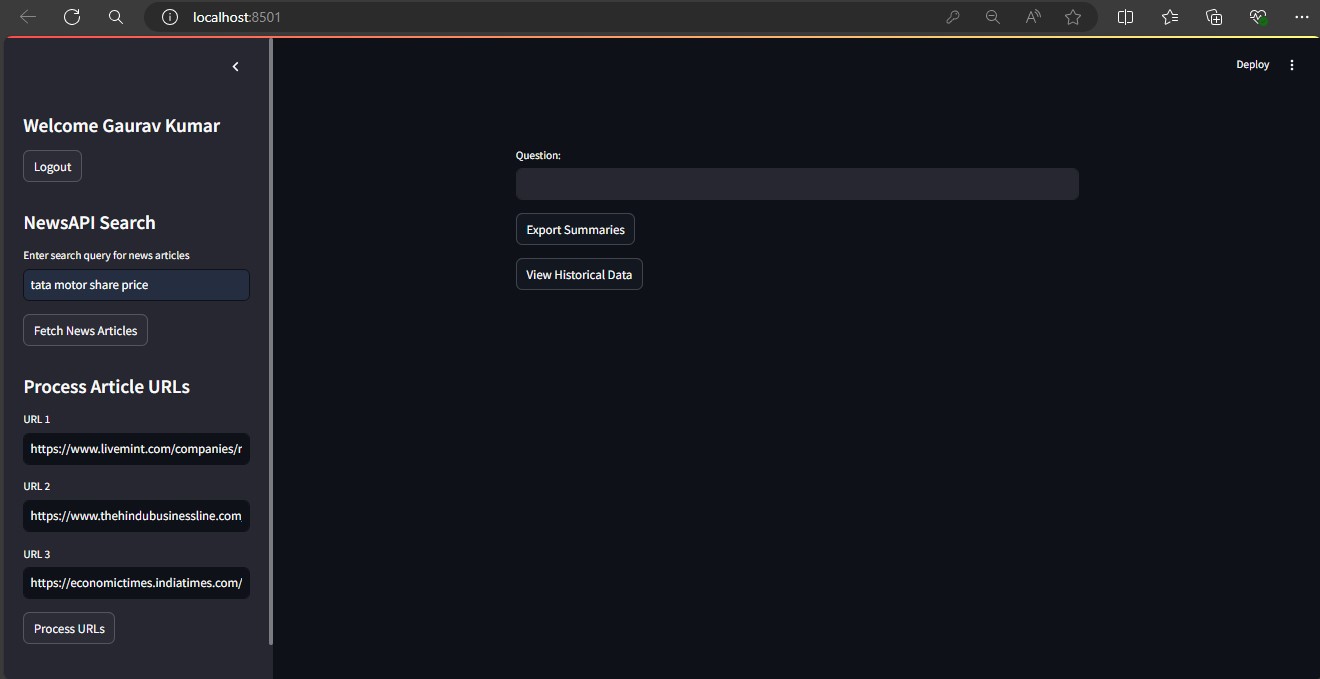 localhost:8501
Deploy
Welcome Gaurav Kumar
Logout
NewsAPI Search
Enter search query for news articles
tata motor share price
Fetch News Articles
Process Article URLs
URL 1
https://www.livemint.com/companies/r
URL 2
https://www.thehindubusinessline.com
URL 3
https://economictimes.indiatimes.com/
Process URLs
Question:
Export Summaries
View Historical Data